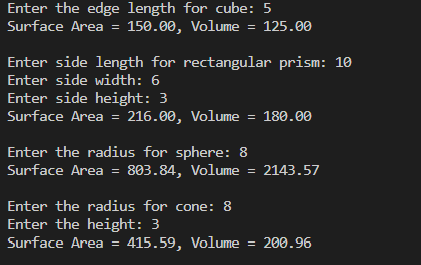 Enter the edge length for cube: 5
Surface Area = 150.00, Volume = 125.00
Enter side length for rectangular prism: 10
Enter side width: 6
Enter side height: 3
Surface Area = 216.00, Volume = 180.00
Enter the radius for sphere: 8
Surface Area = 803.84, Volume = 2143.57
Enter the radius for cone: 8
Enter the height: 3
Surface Area = 415.59, Volume = 200.96